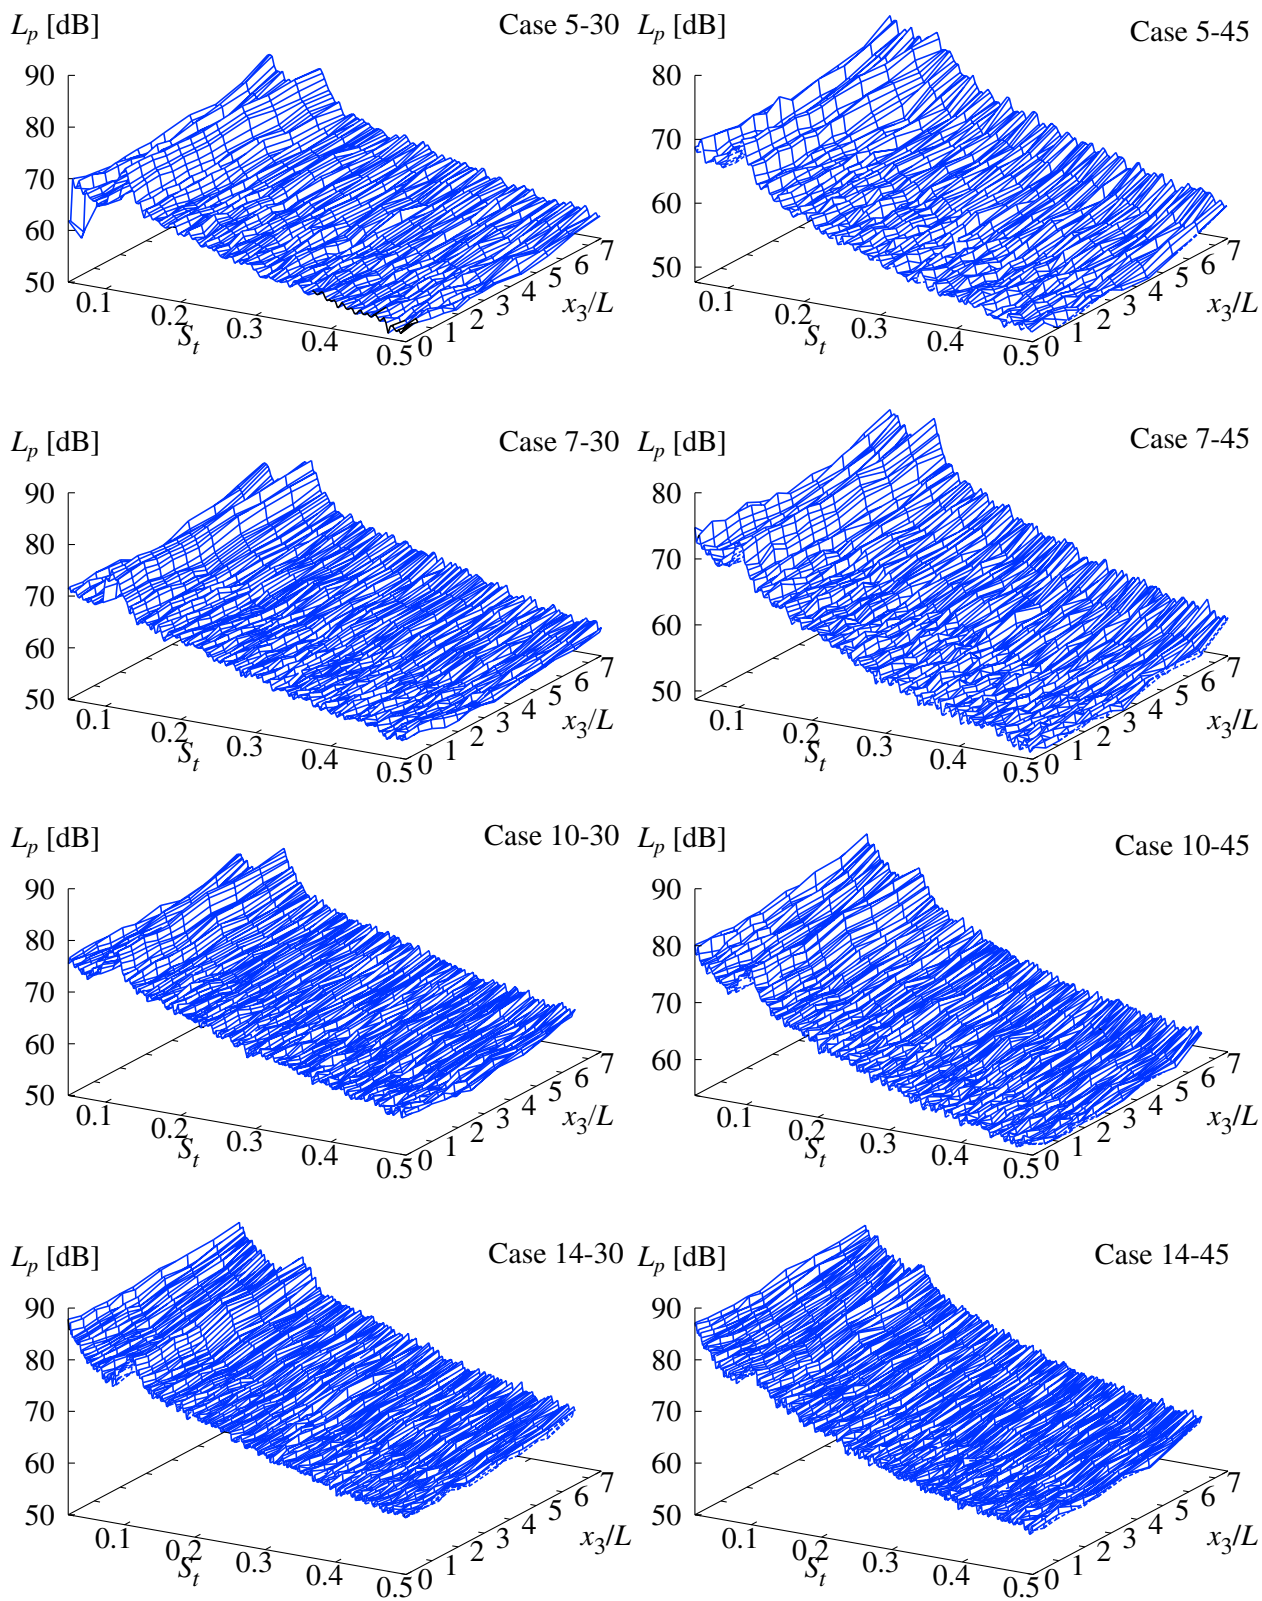 L_p [dB] Case 5-30
90
80
70
60
50
0.1 0.2 0.3 0.4 0.5
S_t
0 1 2 3 4 5 6 7
x_3/L
L_p [dB] Case 5-45
80
70
60
50
0.1 0.2 0.3 0.4 0.5
S_t
0 1 2 3 4 5 6 7
x_3/L
L_p [dB] Case 7-30
90
80
70
60
50
0.1 0.2 0.3 0.4 0.5
S_t
0 1 2 3 4 5 6 7
x_3/L
L_p [dB] Case 7-45
80
70
60
50
0.1 0.2 0.3 0.4 0.5
S_t
0 1 2 3 4 5 6 7
x_3/L
L_p [dB] Case 10-30
90
80
70
60
50
0.1 0.2 0.3 0.4 0.5
S_t
0 1 2 3 4 5 6 7
x_3/L
L_p [dB] Case 10-45
90
80
70
60
0.1 0.2 0.3 0.4 0.5
S_t
0 1 2 3 4 5 6 7
x_3/L
L_p [dB] Case 14-30
90
80
70
60
50
0.1 0.2 0.3 0.4 0.5
S_t
0 1 2 3 4 5 6 7
x_3/L
L_p [dB] Case 14-45
90
80
70
60
50
0.1 0.2 0.3 0.4 0.5
S_t
0 1 2 3 4 5 6 7
x_3/L